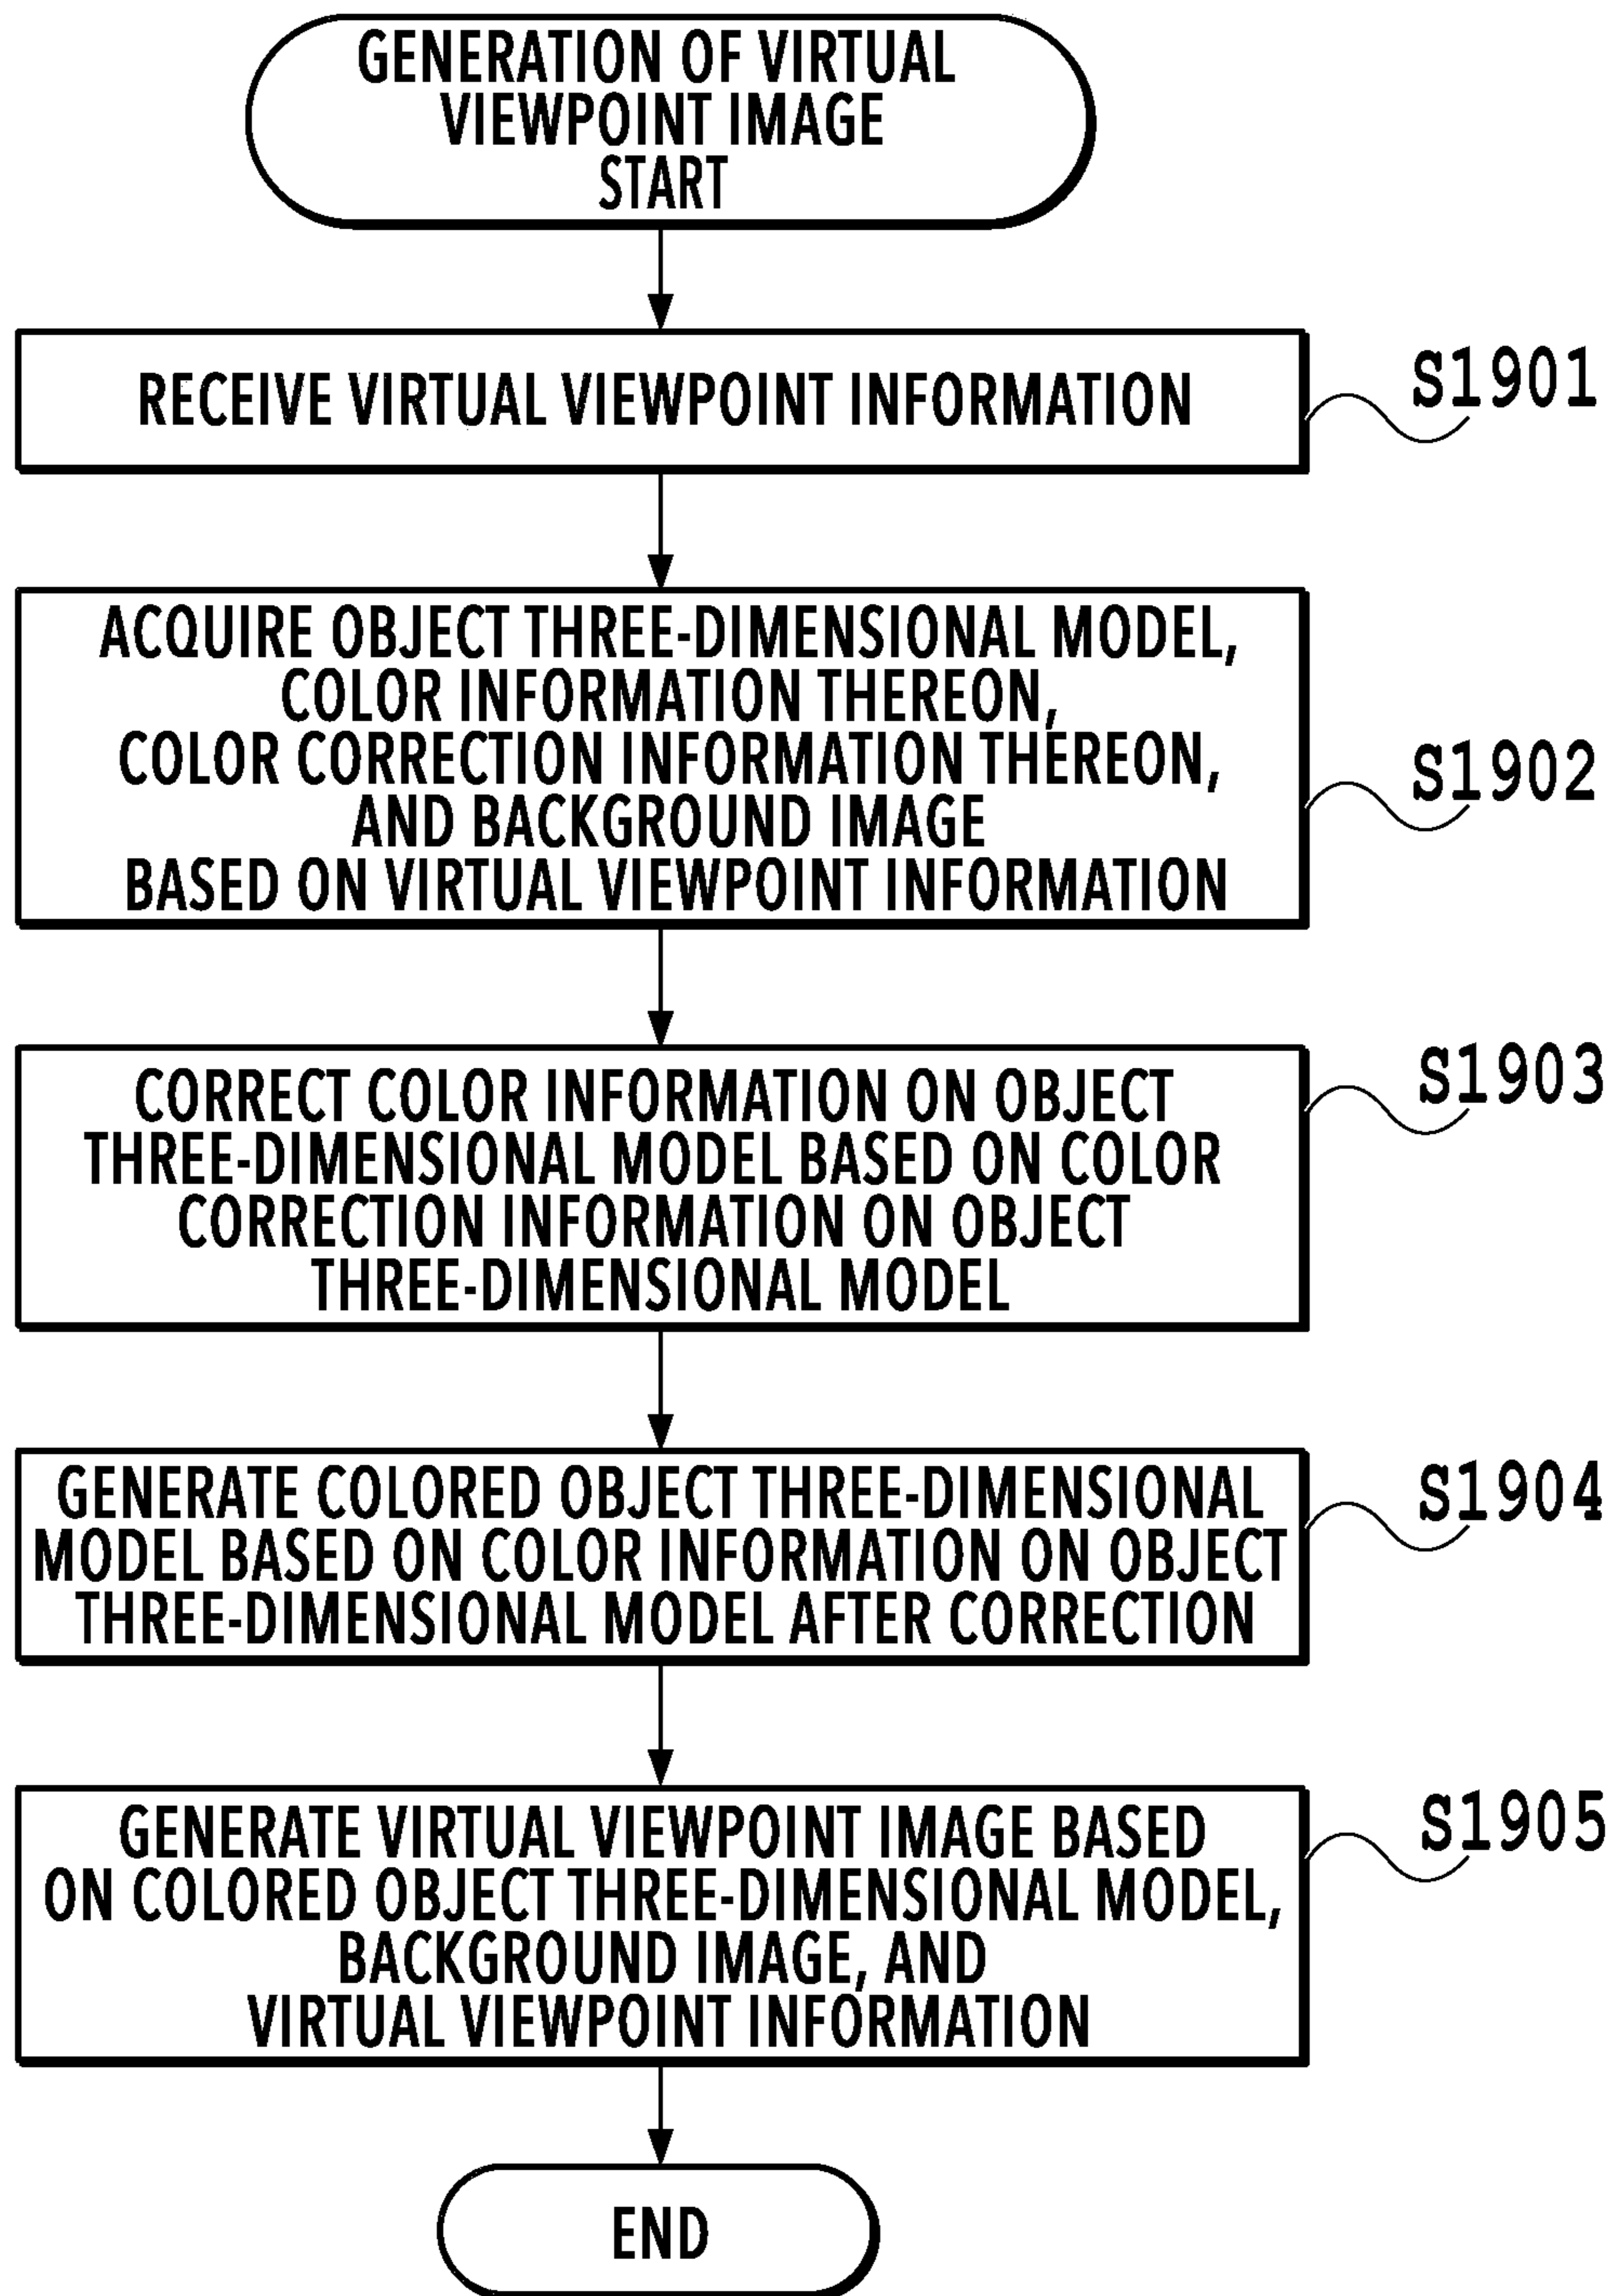 GENERATION OF VIRTUAL
VIEWPOINT IMAGE
START
RECEIVE VIRTUAL VIEWPOINT INFORMATION
S1901
ACQUIRE OBJECT THREE-DIMENSIONAL MODEL,
COLOR INFORMATION THEREON,
COLOR CORRECTION INFORMATION THEREON,
AND BACKGROUND IMAGE
BASED ON VIRTUAL VIEWPOINT INFORMATION
S1902
CORRECT COLOR INFORMATION ON OBJECT
THREE-DIMENSIONAL MODEL BASED ON COLOR
CORRECTION INFORMATION ON OBJECT
THREE-DIMENSIONAL MODEL
S1903
GENERATE COLORED OBJECT THREE-DIMENSIONAL
MODEL BASED ON COLOR INFORMATION ON OBJECT
THREE-DIMENSIONAL MODEL AFTER CORRECTION
S1904
GENERATE VIRTUAL VIEWPOINT IMAGE BASED
ON COLORED OBJECT THREE-DIMENSIONAL MODEL,
BACKGROUND IMAGE, AND
VIRTUAL VIEWPOINT INFORMATION
S1905
END